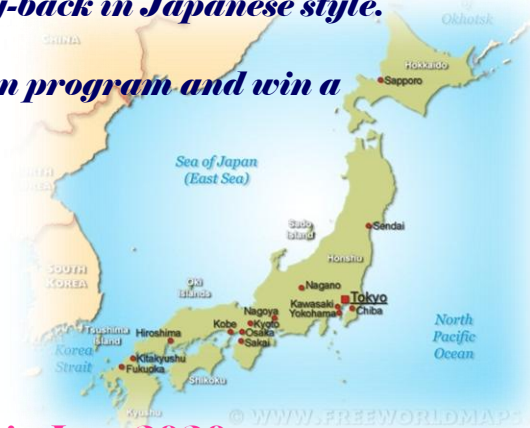 -back in Japanese style.
Okhotsk
CHINA
n program and win a
Hokkaido
Sapporo
Sea of Japan
(East Sea)
NORTH
KOREA
Sado
Island
Sendai
Honshu
SOUTH
KOREA
Oki
Islands
Nagano
Tokyo
Kawasaki
Yokohama
Chiba
Nagoya
Kobe
Kyoto
Osaka
Sakai
Hiroshima
Tsushima
Island
Korea
Strait
Kitakyushu
Fukuoka
Shikoku
Kyushu
North
Pacific
Ocean
© WWW.FREEWORLDMAPS